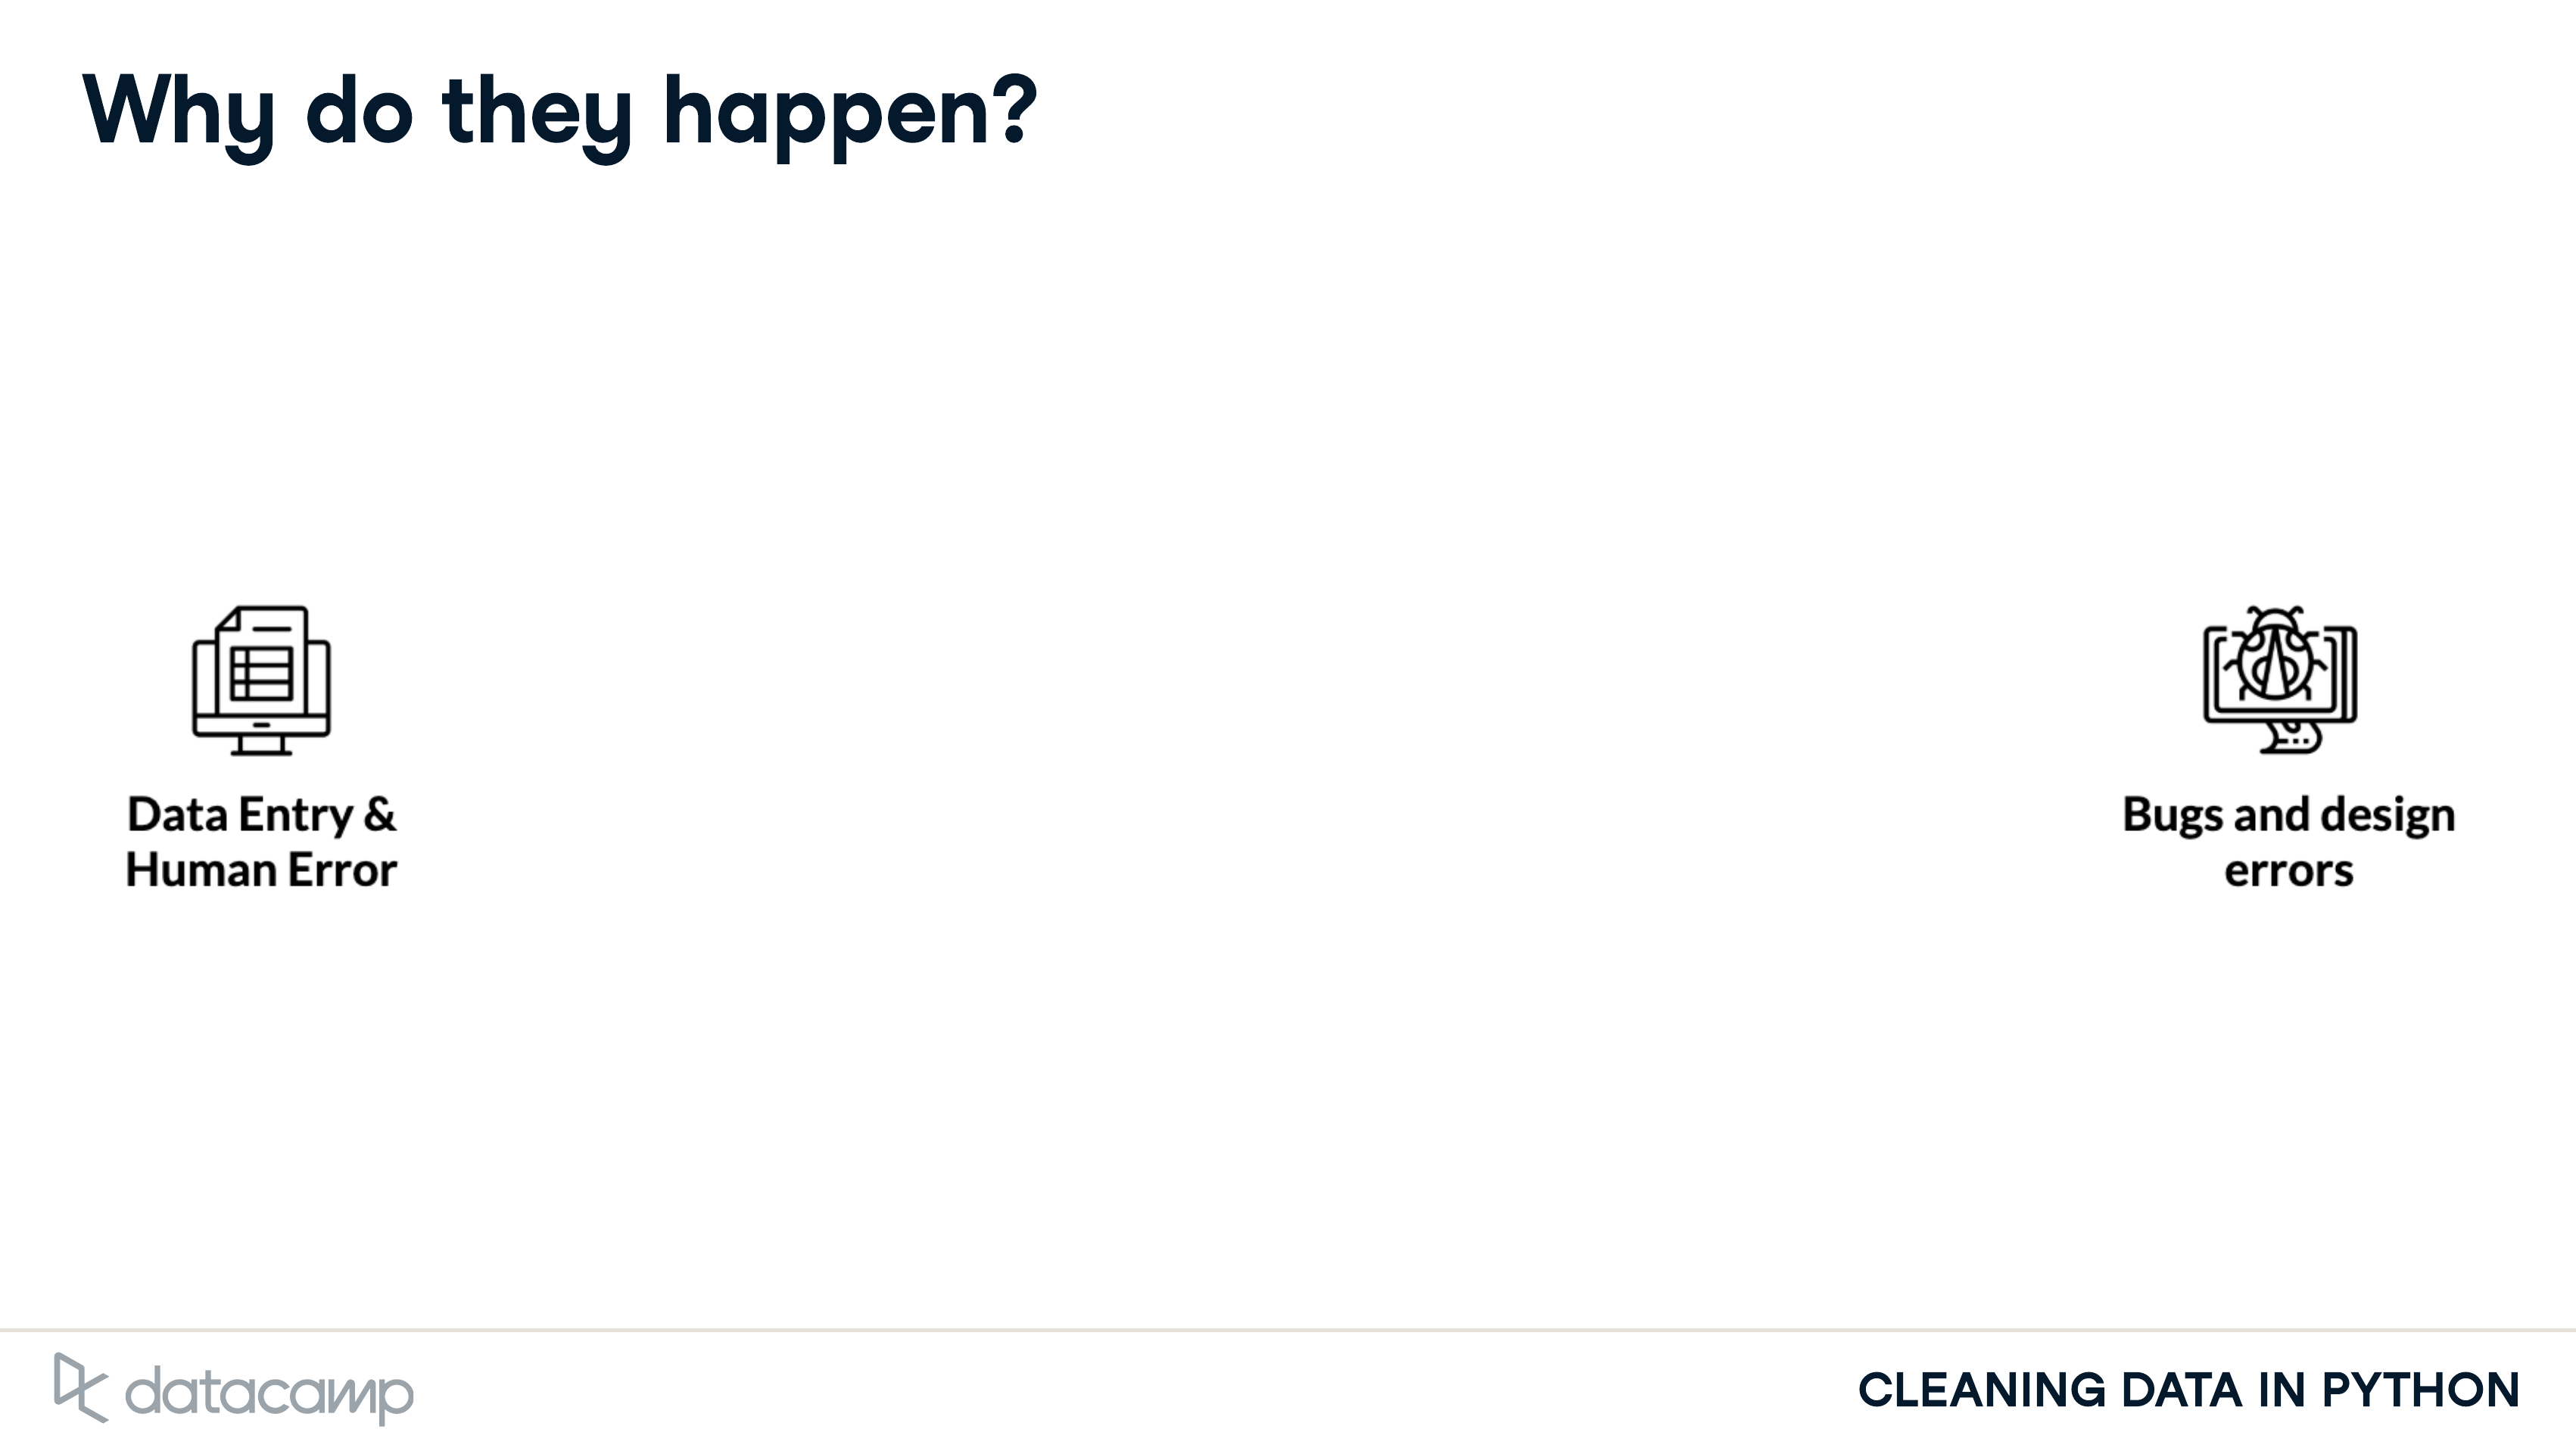 Why do they happen?
Data Entry &
Human Error
Bugs and design
errors
datacamp
CLEANING DATA IN PYTHON